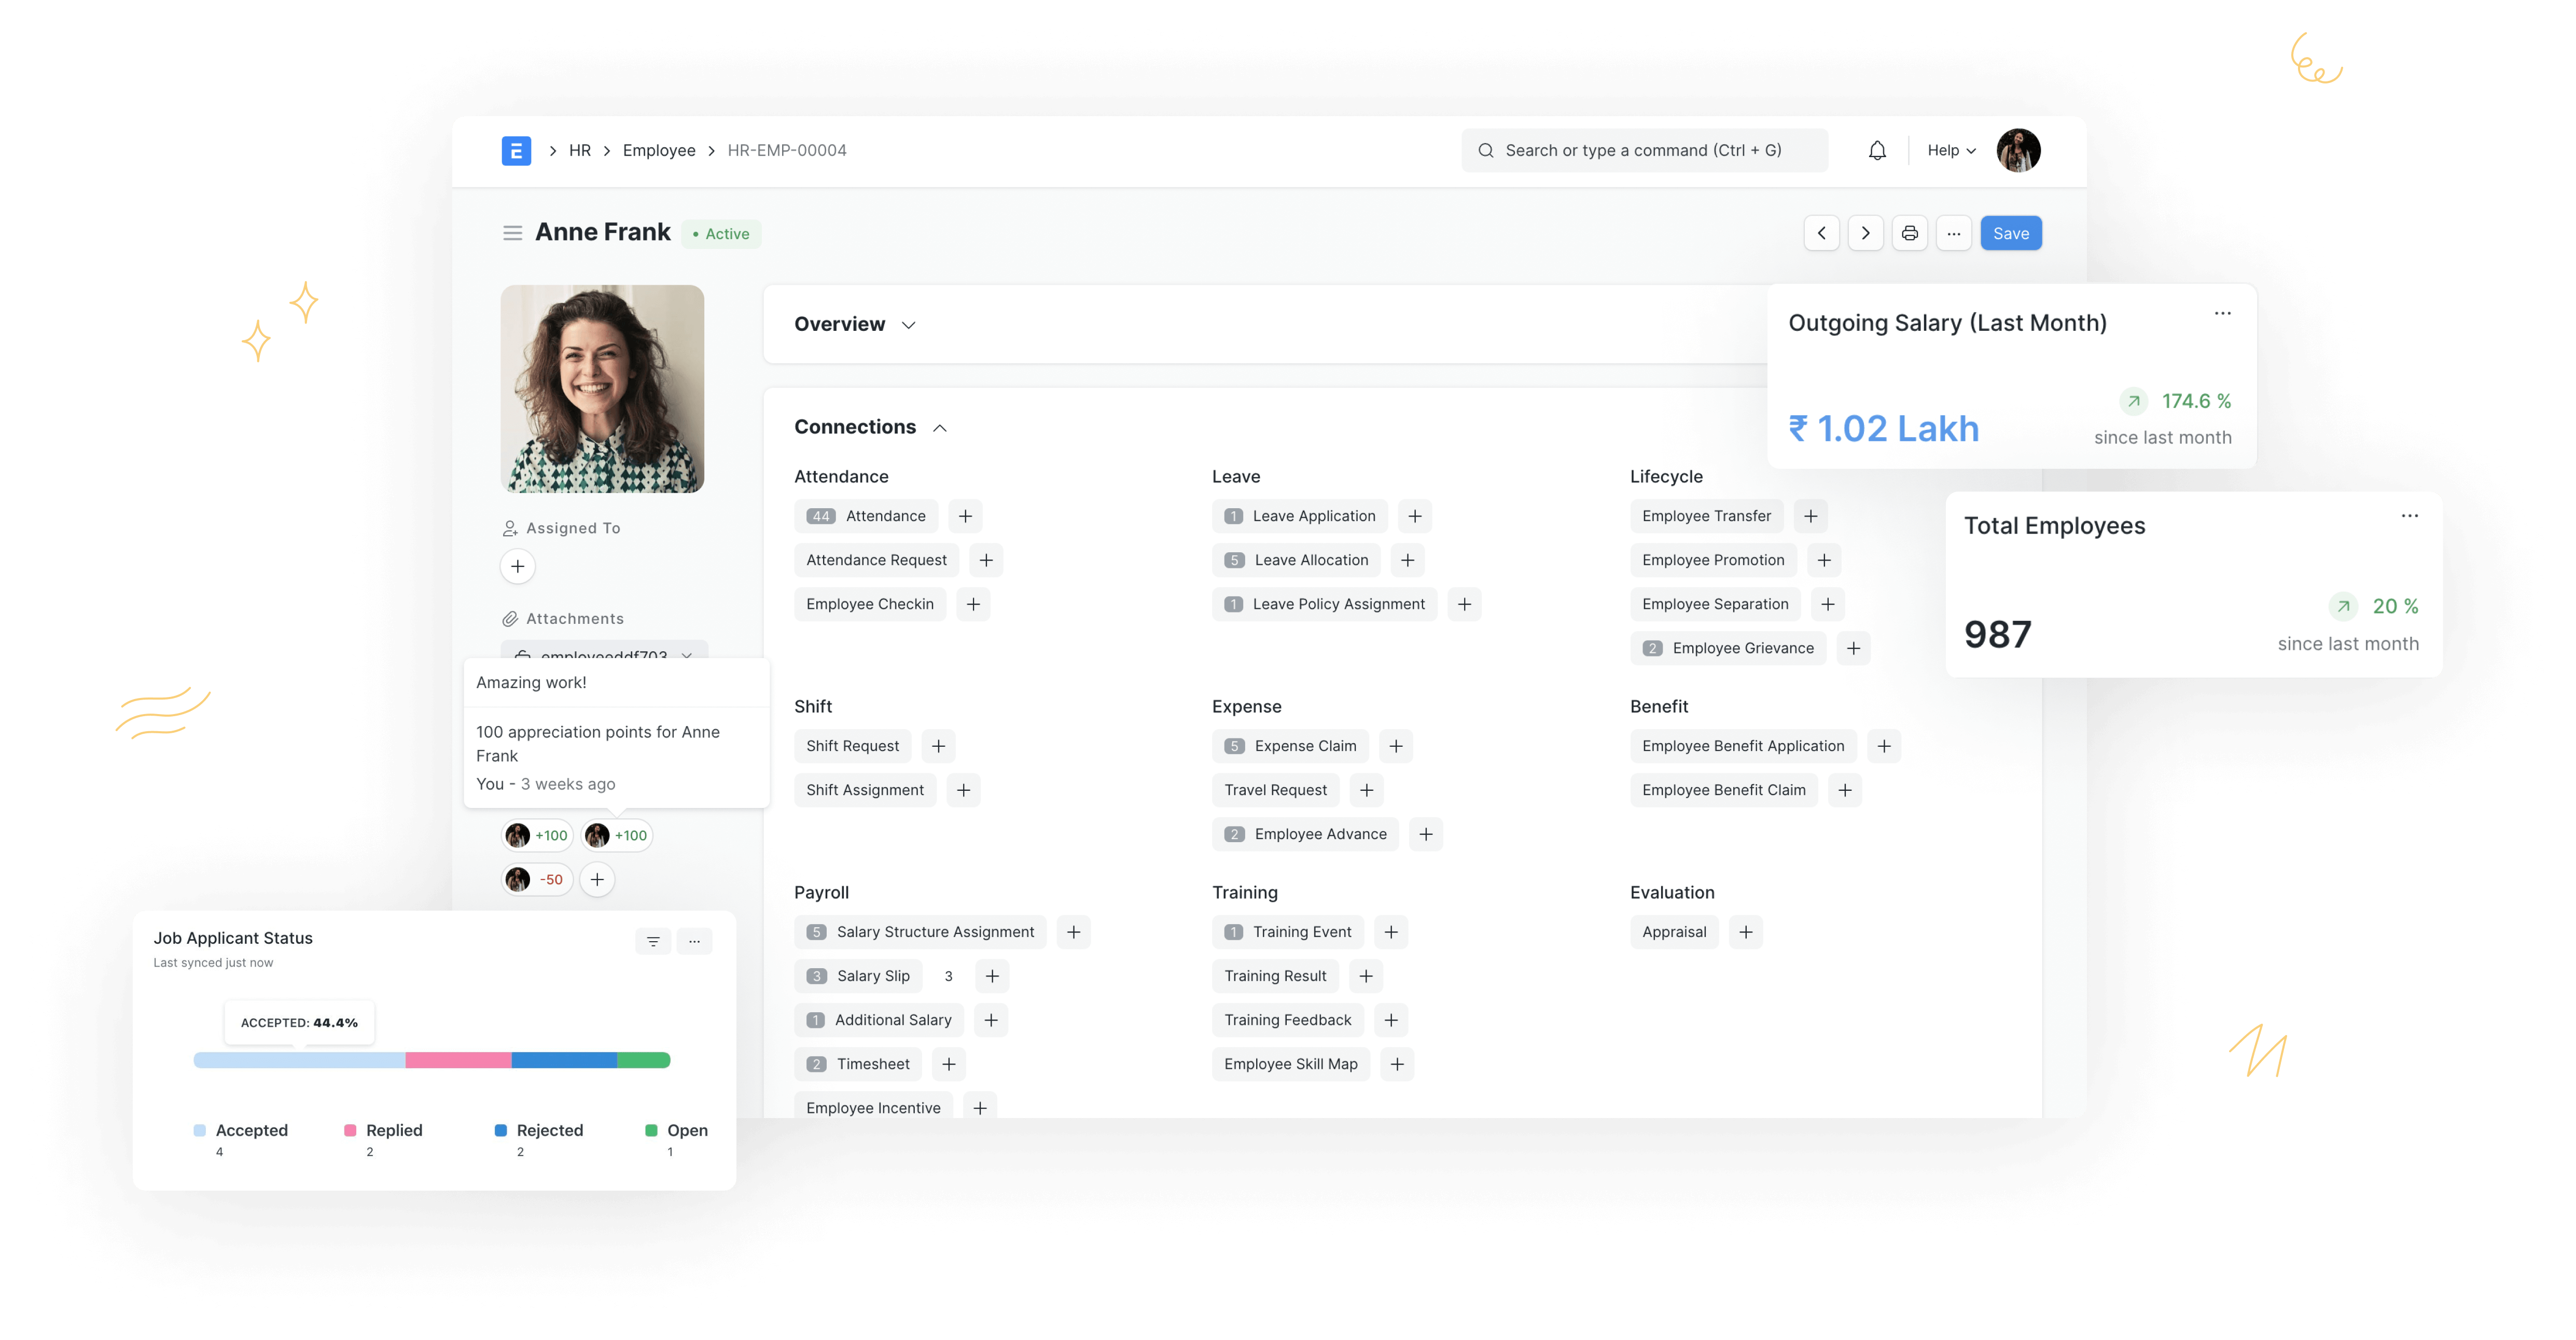 E > HR > Employee > HR-EMP-00004
Search or type a command (Ctrl + G)
Help
Anne Frank
• Active
Save
Overview
Outgoing Salary (Last Month)
...
₹ 1.02 Lakh
174.6 %
since last month
Total Employees
...
987
20 %
since last month
Connections
Attendance
44 Attendance +
Attendance Request +
Employee Checkin +
Leave
1 Leave Application +
5 Leave Allocation +
1 Leave Policy Assignment +
Lifecycle
Employee Transfer +
Employee Promotion +
Employee Separation +
2 Employee Grievance +
Shift
Shift Request +
Shift Assignment +
Expense
5 Expense Claim +
Travel Request +
2 Employee Advance +
Benefit
Employee Benefit Application +
Employee Benefit Claim +
Payroll
5 Salary Structure Assignment +
3 Salary Slip 3 +
1 Additional Salary +
2 Timesheet +
Employee Incentive +
Training
1 Training Event +
Training Result +
Training Feedback +
Employee Skill Map +
Evaluation
Appraisal +
Assigned To
+
Attachments
employeeddf703
Amazing work!
100 appreciation points for Anne
Frank
You - 3 weeks ago
+100 +100
-50 +
Job Applicant Status
Last synced just now
ACCEPTED: 44.4%
Accepted
4
Replied
2
Rejected
2
Open
1